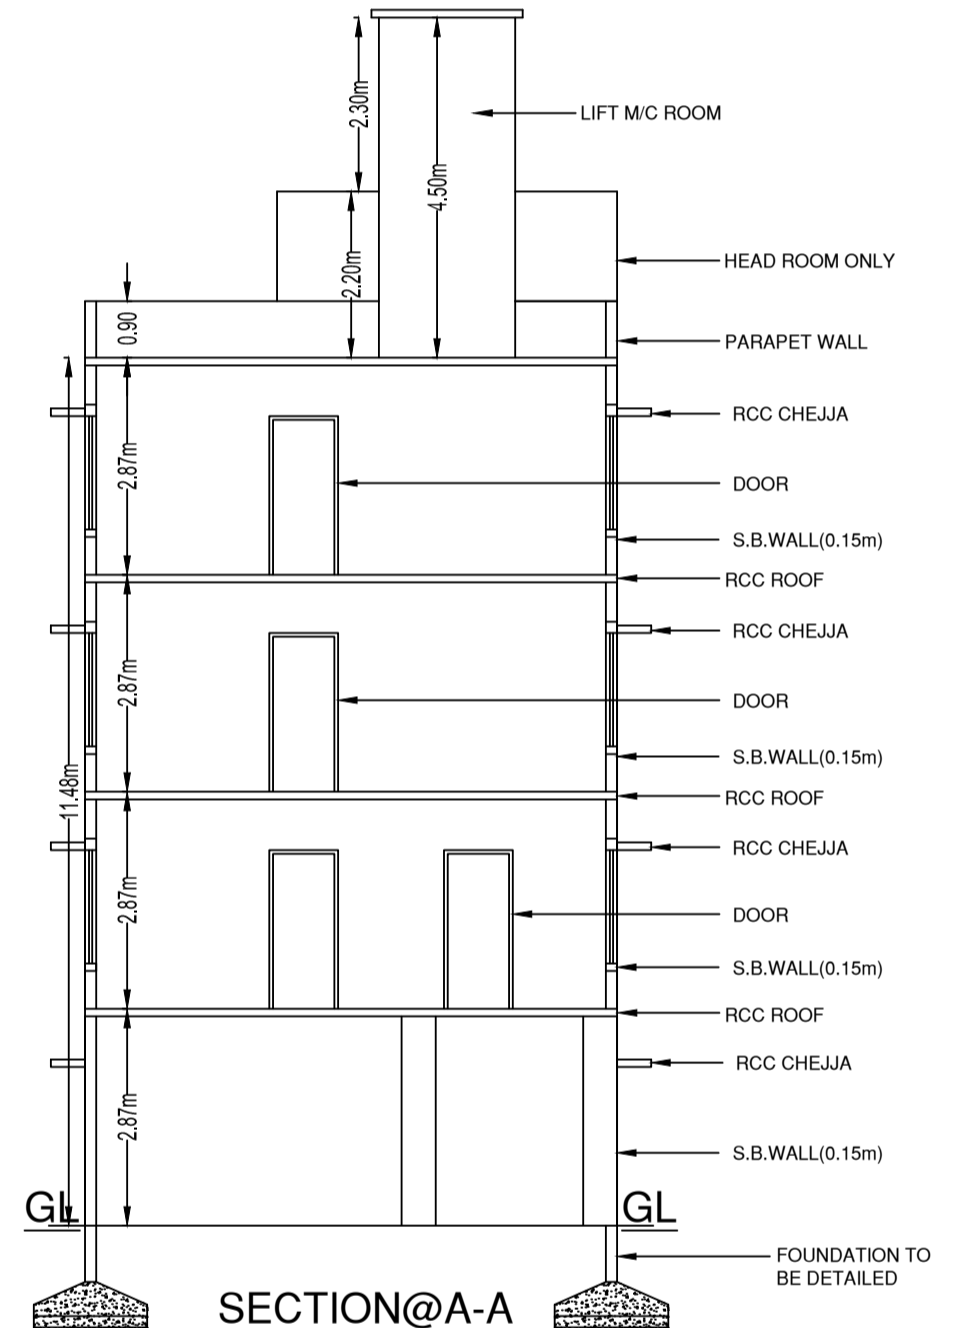 2.30m
LIFT M/C ROOM
4.50m
2.20m
HEAD ROOM ONLY
0.90
PARAPET WALL
RCC CHEJJA
2.87m
DOOR
S.B.WALL(0.15m)
RCC ROOF
RCC CHEJJA
2.87m
DOOR
S.B.WALL(0.15m)
11.48m
RCC ROOF
RCC CHEJJA
2.87m
DOOR
S.B.WALL(0.15m)
RCC ROOF
RCC CHEJJA
2.87m
S.B.WALL(0.15m)
GL
GL
FOUNDATION TO
BE DETAILED
SECTION@A-A